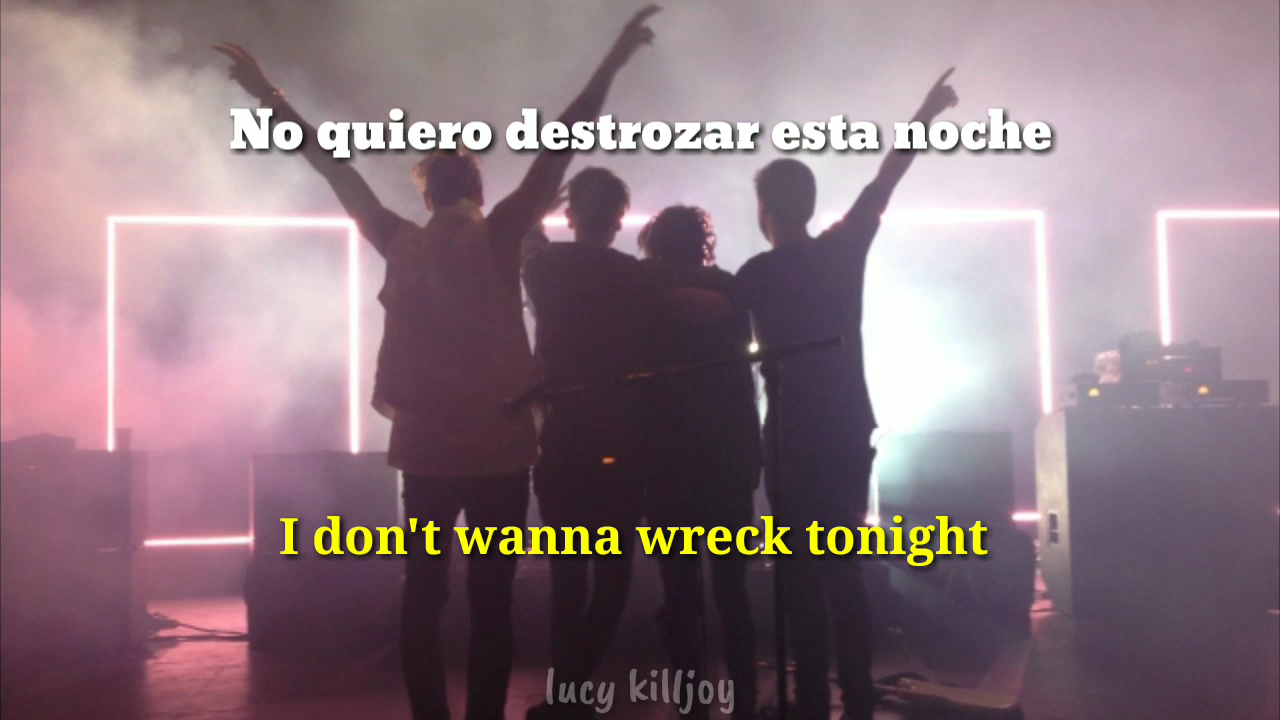 No quiero destrozar esta noche
I don't wanna wreck tonight
lucy killjoy